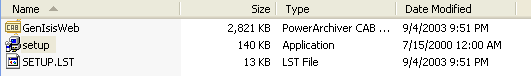 Name Size Type Date Modified
GenIsisWeb 2,821 KB PowerArchiver CAB ... 9/4/2003 9:51 PM
setup 140 KB Application 7/15/2000 12:00 AM
SETUP.LST 13 KB LST File 9/4/2003 9:51 PM